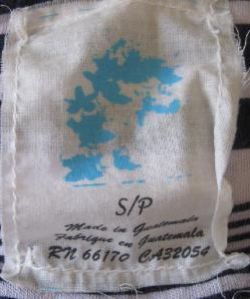 S/P
Made in Guatemala
Fabrique en Guatemala
RN 66170 CA32054